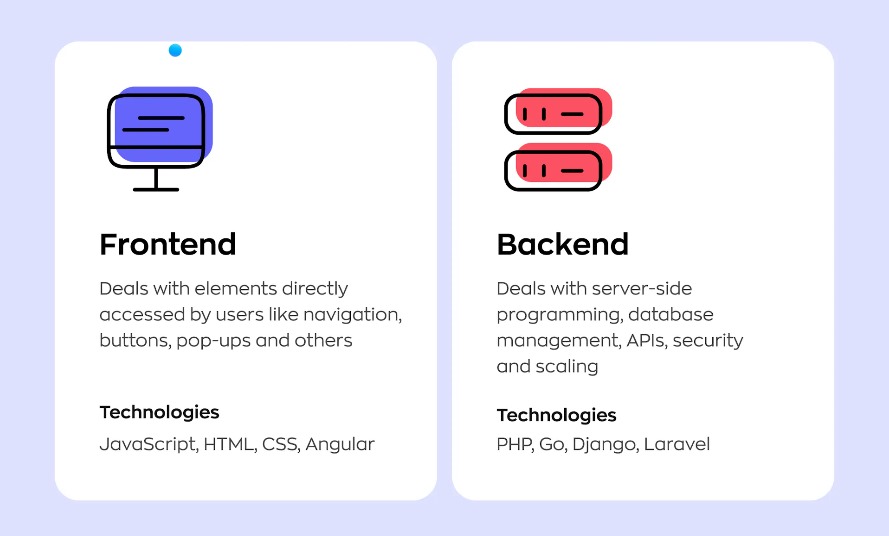 Frontend
Deals with elements directly
accessed by users like navigation,
buttons, pop-ups and others
Technologies
JavaScript, HTML, CSS, Angular
Backend
Deals with server-side
programming, database
management, APIs, security
and scaling
Technologies
PHP, Go, Django, Laravel